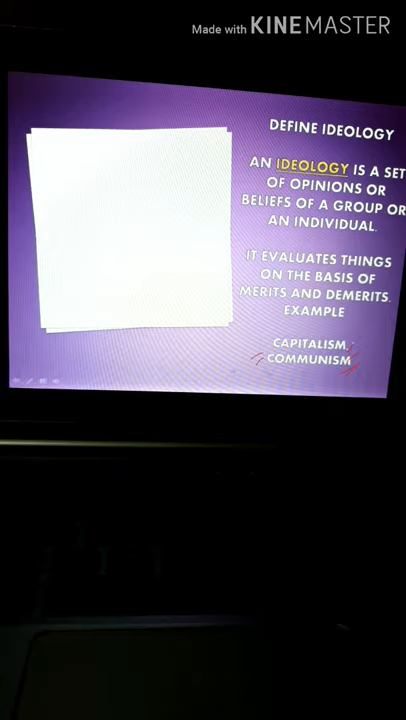 Made with KINEMASTER
DEFINE IDEOLOGY
AN IDEOLOGY IS A SET
OF OPINIONS OR
BELIEFS OF A GROUP OR
AN INDIVIDUAL.
IT EVALUATES THINGS
ON THE BASIS OF
MERITS AND DEMERITS.
EXAMPLE
CAPITALISM,
COMMUNISM